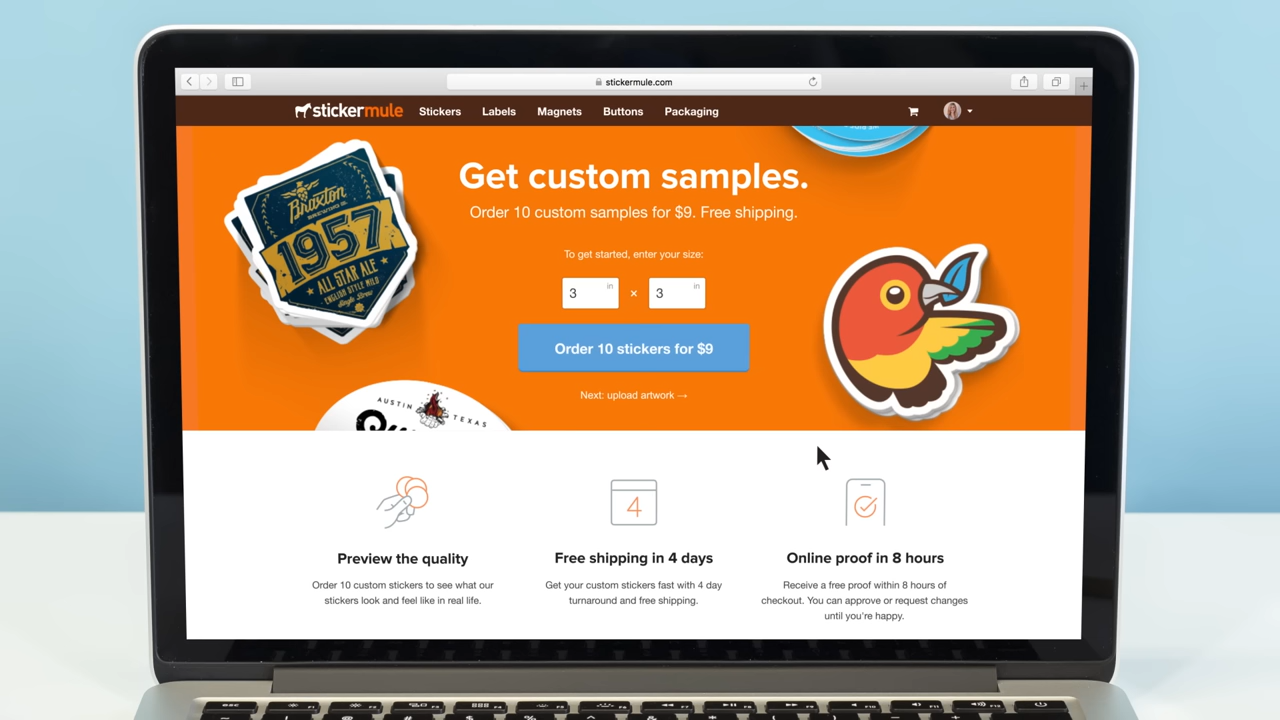 stickermule.com
stickermule Stickers Labels Magnets Buttons Packaging
Get custom samples.
Order 10 custom samples for $9. Free shipping.
To get started, enter your size:
3 in × 3 in
Order 10 stickers for $9
Next: upload artwork →
Braxton
BREWING CO.
1957
ALL STAR ALE
ENGLISH STYLE MILD
Single Brew
AUSTIN TEXAS
4
Preview the quality
Order 10 custom stickers to see what our
stickers look and feel like in real life.
Free shipping in 4 days
Get your custom stickers fast with 4 day
turnaround and free shipping.
Online proof in 8 hours
Receive a free proof within 8 hours of
checkout. You can approve or request changes
until you're happy.